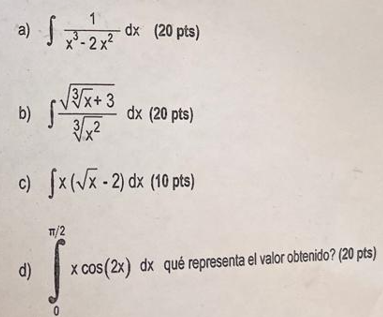 a) ∫ 1/(x³ - 2x²) dx (20 pts)
b) ∫ √(∛x + 3)/∛x² dx (20 pts)
c) ∫x(√x - 2) dx (10 pts)
d) ∫₀^(π/2) x cos(2x) dx qué representa el valor obtenido? (20 pts)